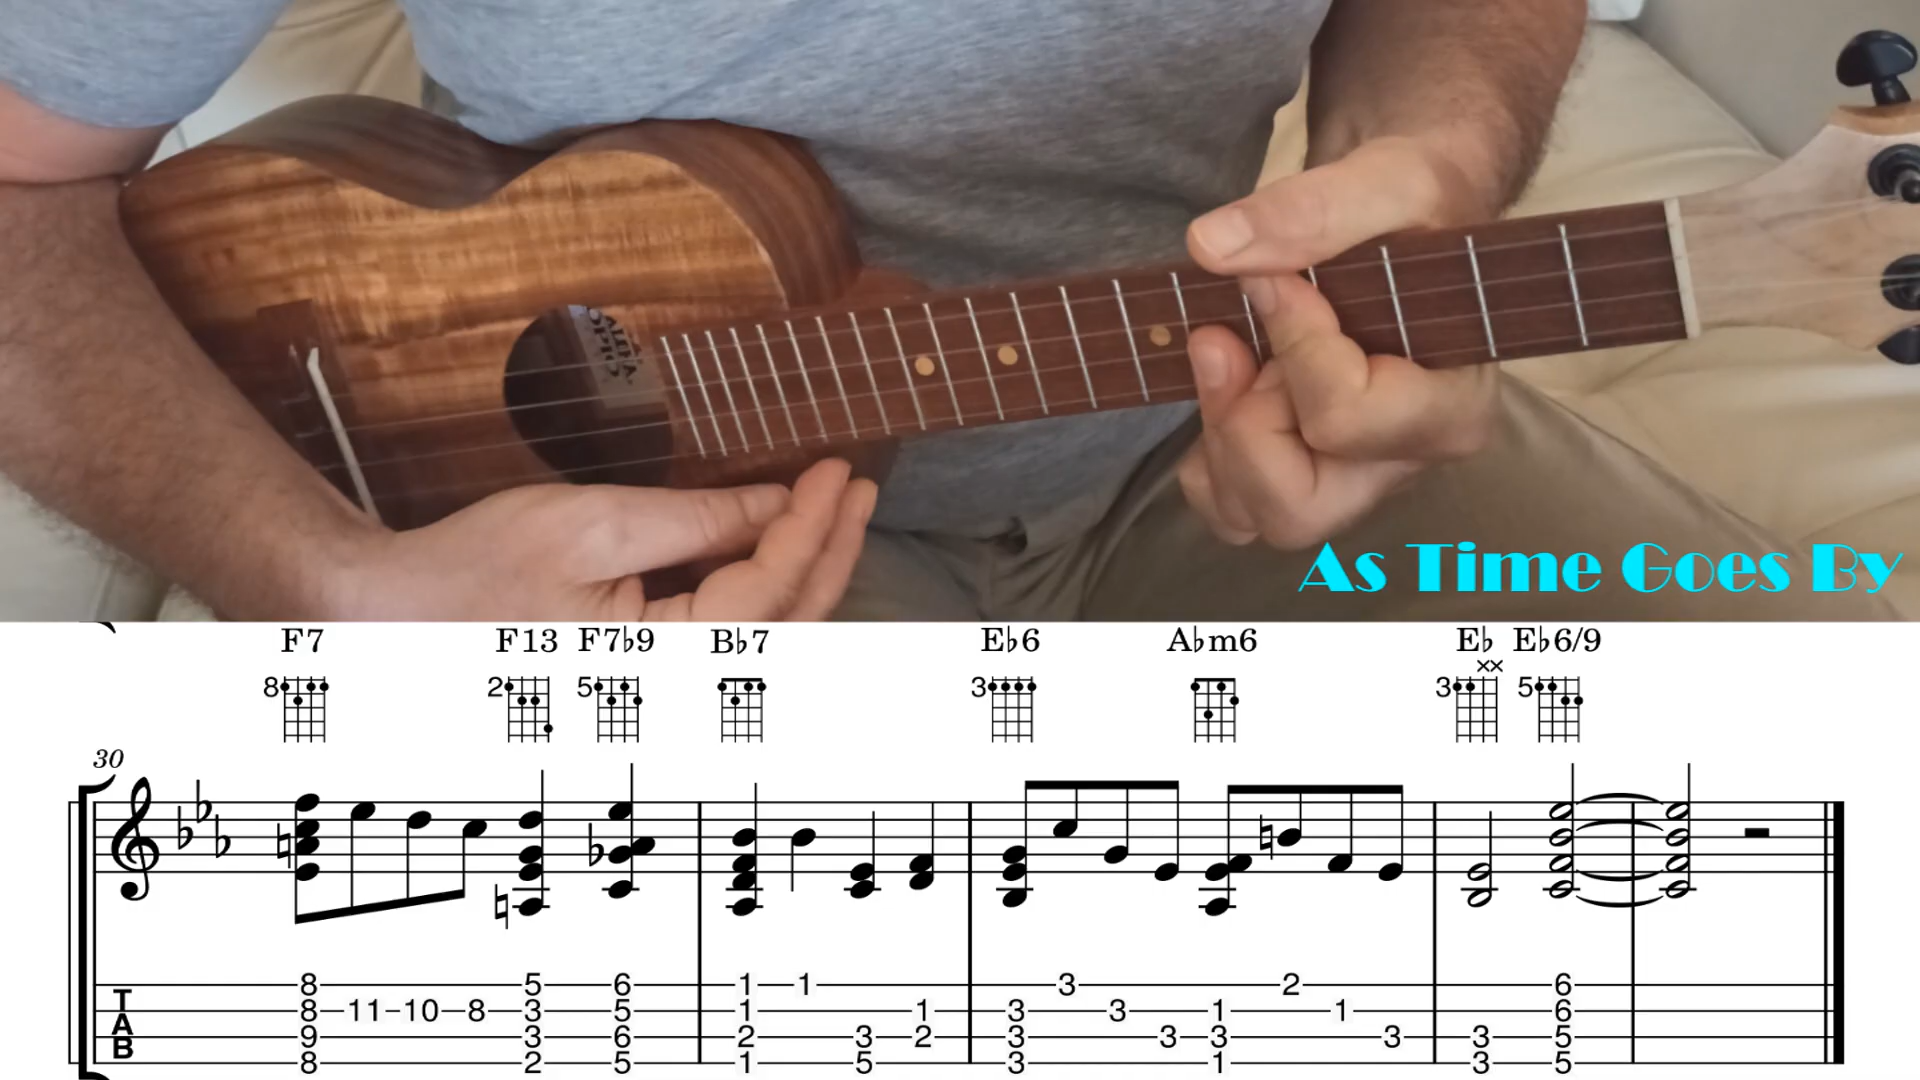 As Time Goes By
F7 F13 F7♭9 B♭7 E♭6 A♭m6 E♭ E♭6/9
××
8 2 5 3 3 5
30
8 5 6 1 1 3 2 6
T 8 11 10 8 3 5 1 1 3 3 1 1 6
A 9 3 6 2 3 2 3 3 3 3 3 5
B 8 2 5 1 5 3 1 3 5